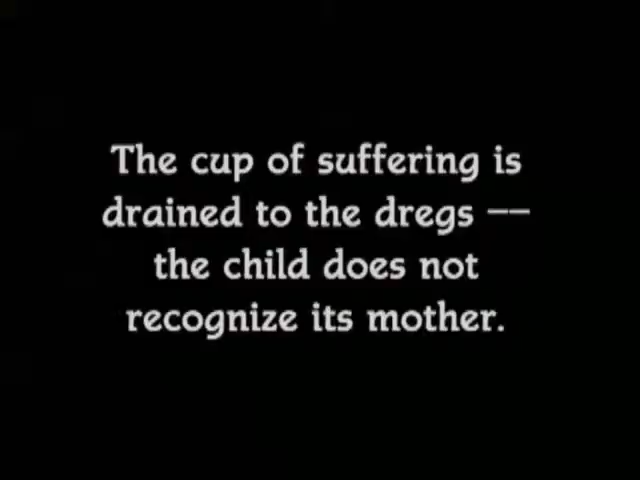 The cup of suffering is
drained to the dregs --
the child does not
recognize its mother.